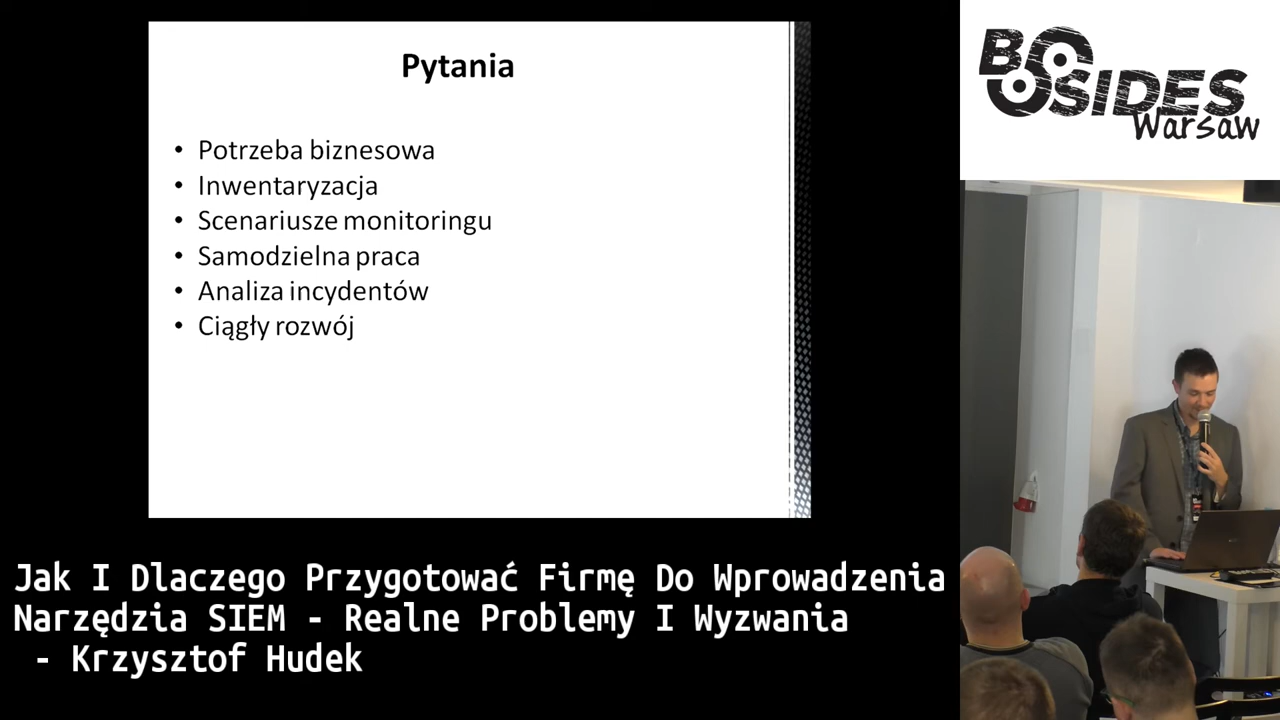 Pytania
• Potrzeba biznesowa
• Inwentaryzacja
• Scenariusze monitoringu
• Samodzielna praca
• Analiza incydentów
• Ciągły rozwój
BSIDES
Warsaw
Jak I Dlaczego Przygotować Firmę Do Wprowadzenia
Narzędzia SIEM - Realne Problemy I Wyzwania
- Krzysztof Hudek